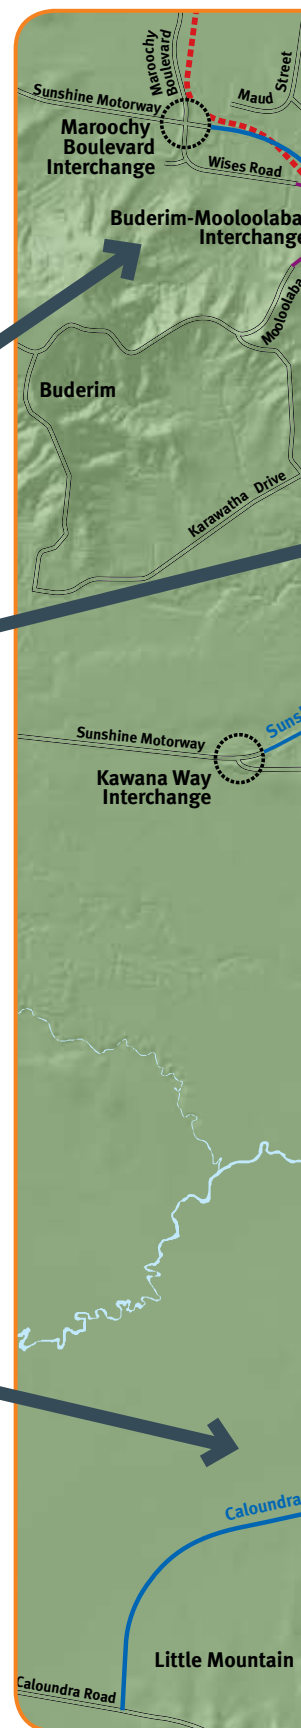 Maroochy
Boulevard
Street
Maud
Sunshine Motorway
Maroochy
Boulevard
Interchange
Wises Road
Buderim-Mooloolaba
Interchange
Mooloolaba
Buderim
Karawatha Drive
Sunshine Motorway
Kawana Way
Interchange
Caloundra
Little Mountain
Caloundra Road